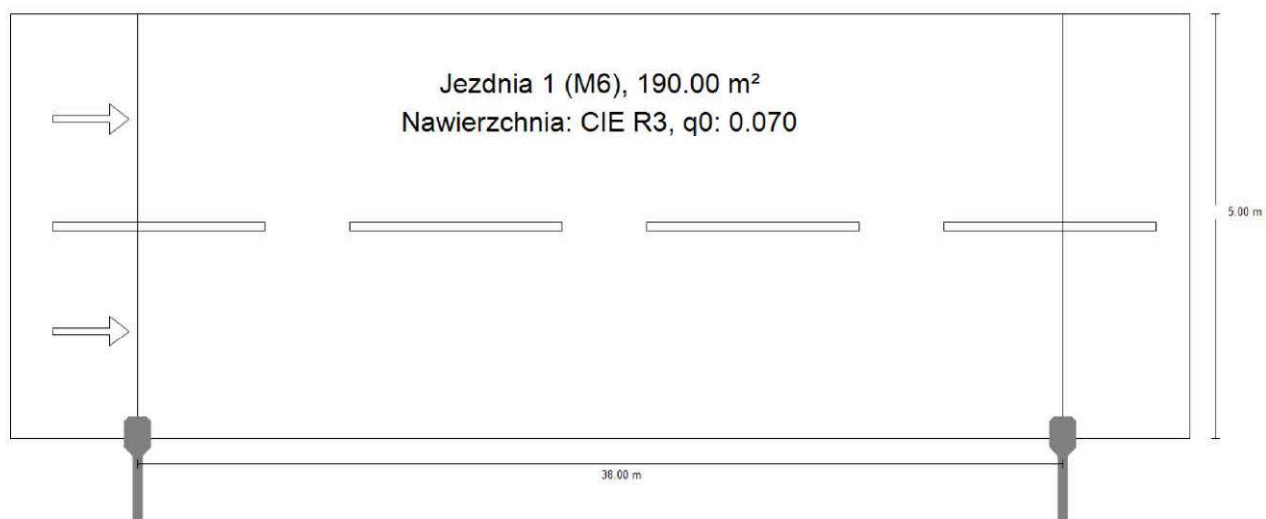 Jezdnia 1 (M6), 190.00 m²
Nawierzchnia: CIE R3, q0: 0.070
5.00 m
38.00 m